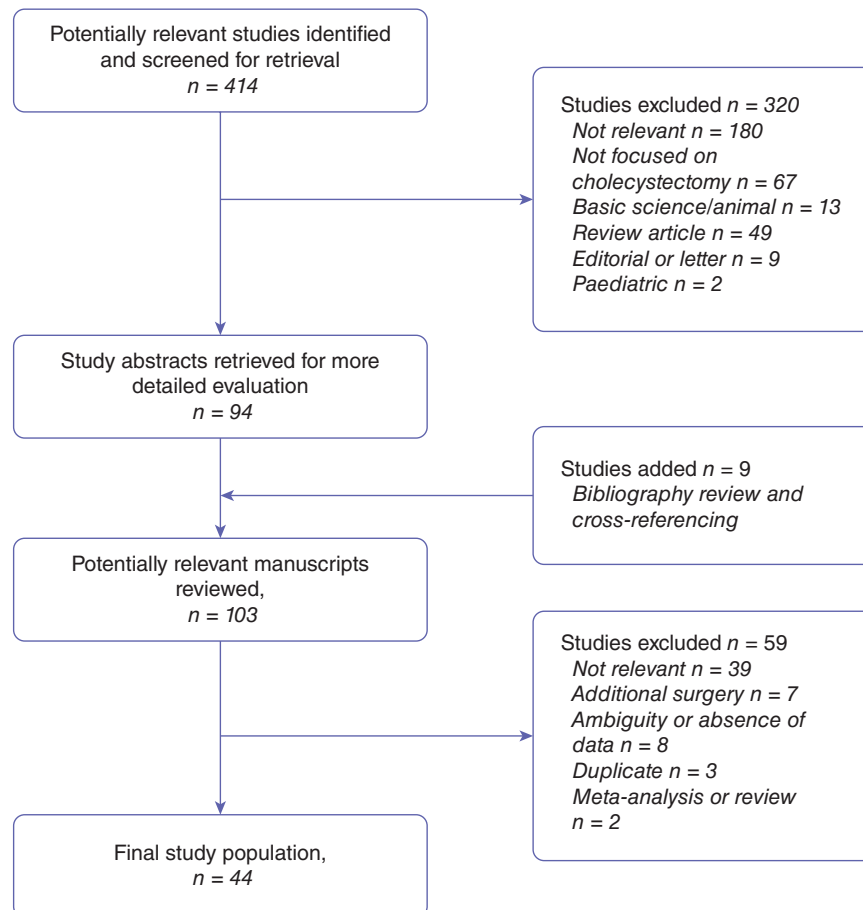 Potentially relevant studies identified
and screened for retrieval
n = 414
Studies excluded n = 320
Not relevant n = 180
Not focused on
cholecystectomy n = 67
Basic science/animal n = 13
Review article n = 49
Editorial or letter n = 9
Paediatric n = 2
Study abstracts retrieved for more
detailed evaluation
n = 94
Studies added n = 9
Bibliography review and
cross-referencing
Potentially relevant manuscripts
reviewed,
n = 103
Studies excluded n = 59
Not relevant n = 39
Additional surgery n = 7
Ambiguity or absence of
data n = 8
Duplicate n = 3
Meta-analysis or review
n = 2
Final study population,
n = 44